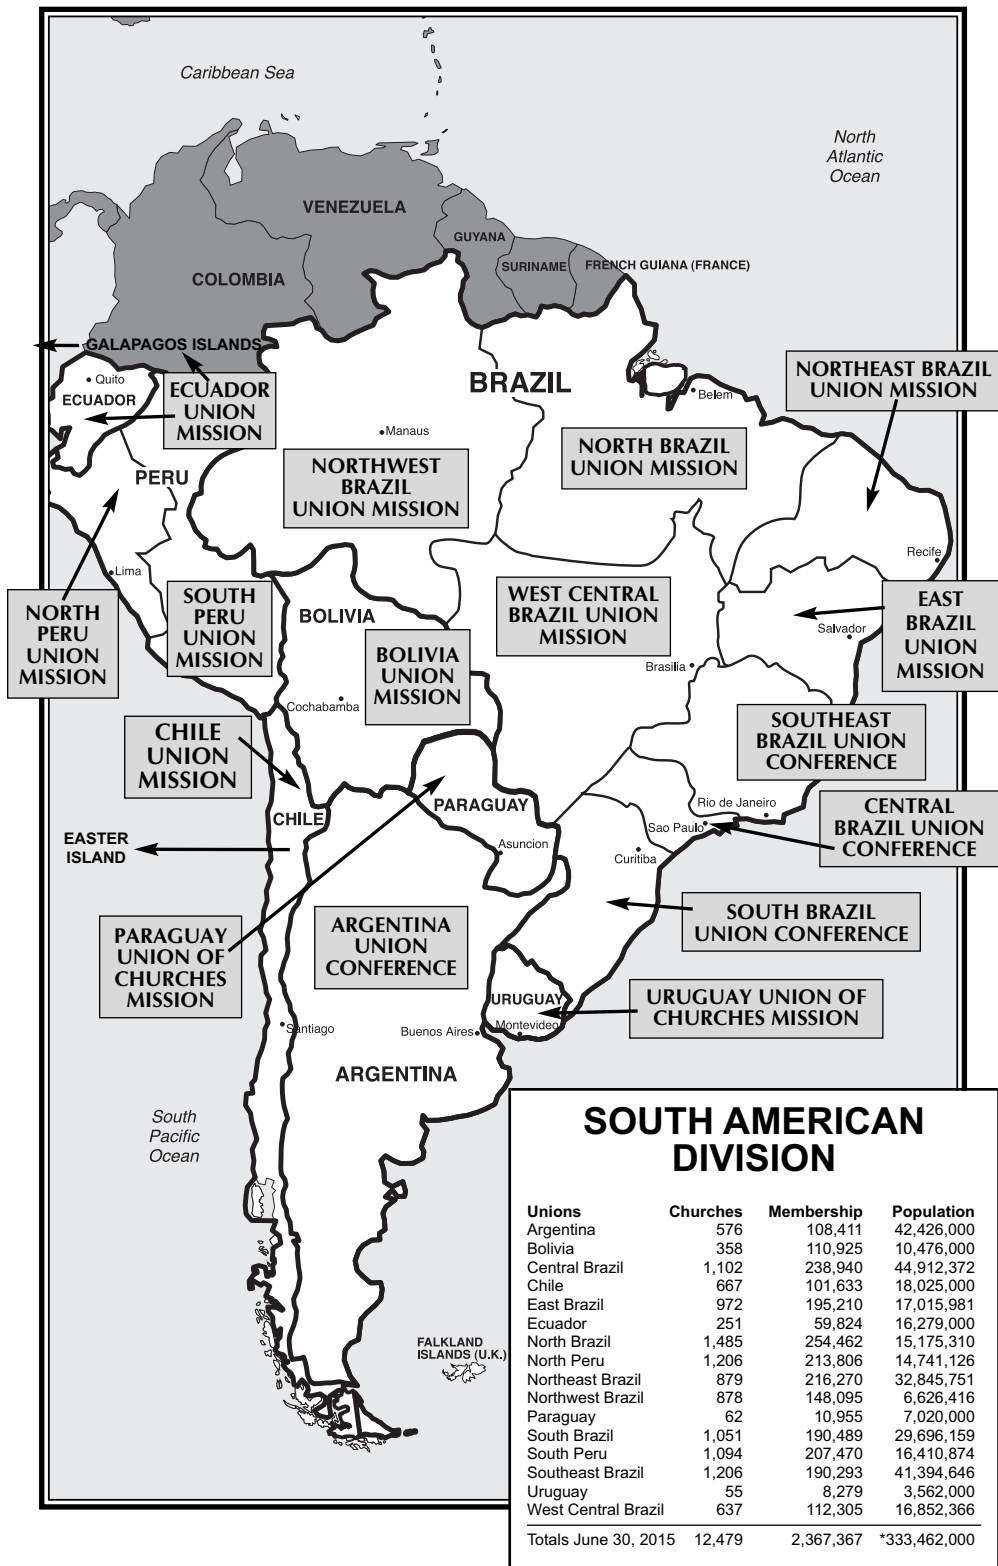 Caribbean Sea
North
Atlantic
Ocean
VENEZUELA
GUYANA
SURINAME
FRENCH GUIANA (FRANCE)
COLOMBIA
GALAPAGOS ISLANDS
Quito
ECUADOR
ECUADOR
UNION
MISSION
BRAZIL
Belem
NORTHEAST BRAZIL
UNION MISSION
Manaus
NORTH BRAZIL
UNION MISSION
PERU
NORTHWEST
BRAZIL
UNION MISSION
Recife
Lima
NORTH
PERU
UNION
MISSION
SOUTH
PERU
UNION
MISSION
BOLIVIA
WEST CENTRAL
BRAZIL UNION
MISSION
EAST
BRAZIL
UNION
MISSION
Salvador
BOLIVIA
UNION
MISSION
Brasilia
Cochabamba
CHILE
UNION
MISSION
SOUTHEAST
BRAZIL UNION
CONFERENCE
CHILE
PARAGUAY
Rio de Janeiro
Sao Paulo
CENTRAL
BRAZIL UNION
CONFERENCE
EASTER
ISLAND
Asuncion
Curitiba
PARAGUAY
UNION OF
CHURCHES
MISSION
ARGENTINA
UNION
CONFERENCE
SOUTH BRAZIL
UNION CONFERENCE
URUGUAY
URUGUAY UNION OF
CHURCHES MISSION
Santiago
Buenos Aires
Montevideo
ARGENTINA
South
Pacific
Ocean
FALKLAND
ISLANDS (U.K.)
SOUTH AMERICAN
DIVISION
Unions Churches Membership Population
Argentina 576 108,411 42,426,000
Bolivia 358 110,925 10,476,000
Central Brazil 1,102 238,940 44,912,372
Chile 667 101,633 18,025,000
East Brazil 972 195,210 17,015,981
Ecuador 251 59,824 16,279,000
North Brazil 1,485 254,462 15,175,310
North Peru 1,206 213,806 14,741,126
Northeast Brazil 879 216,270 32,845,751
Northwest Brazil 878 148,095 6,626,416
Paraguay 62 10,955 7,020,000
South Brazil 1,051 190,489 29,696,159
South Peru 1,094 207,470 16,410,874
Southeast Brazil 1,206 190,293 41,394,646
Uruguay 55 8,279 3,562,000
West Central Brazil 637 112,305 16,852,366
Totals June 30, 2015 12,479 2,367,367 *333,462,000